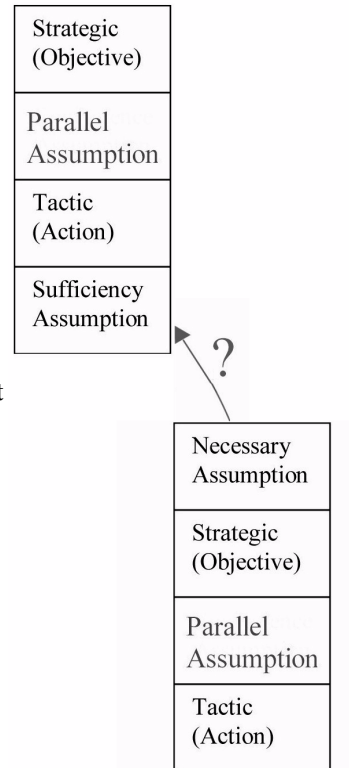 Strategic
(Objective)
Parallel
Assumption
Tactic
(Action)
Sufficiency
Assumption
?
t
Necessary
Assumption
Strategic
(Objective)
Parallel
Assumption
Tactic
(Action)